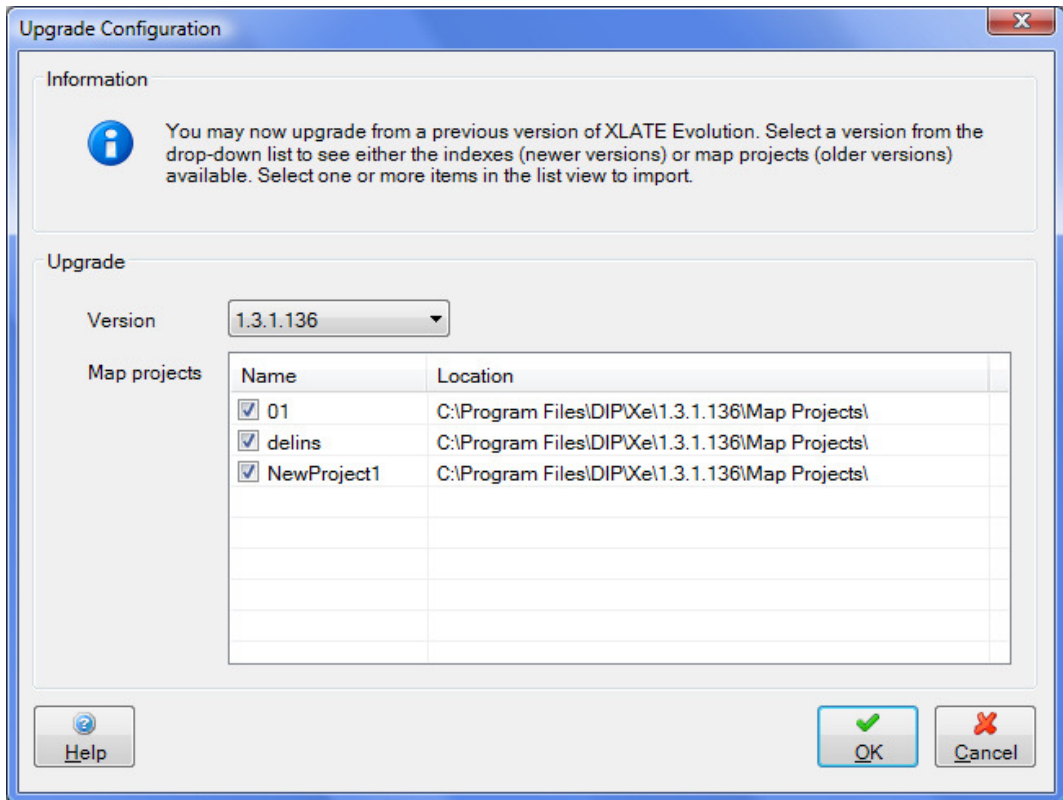 Upgrade Configuration
Information
You may now upgrade from a previous version of XLATE Evolution. Select a version from the
drop-down list to see either the indexes (newer versions) or map projects (older versions)
available. Select one or more items in the list view to import.
Upgrade
Version 1.3.1.136
Map projects Name Location
01 C:\Program Files\DIP\Xe\1.3.1.136\Map Projects\
delins C:\Program Files\DIP\Xe\1.3.1.136\Map Projects\
NewProject1 C:\Program Files\DIP\Xe\1.3.1.136\Map Projects\
Help OK Cancel